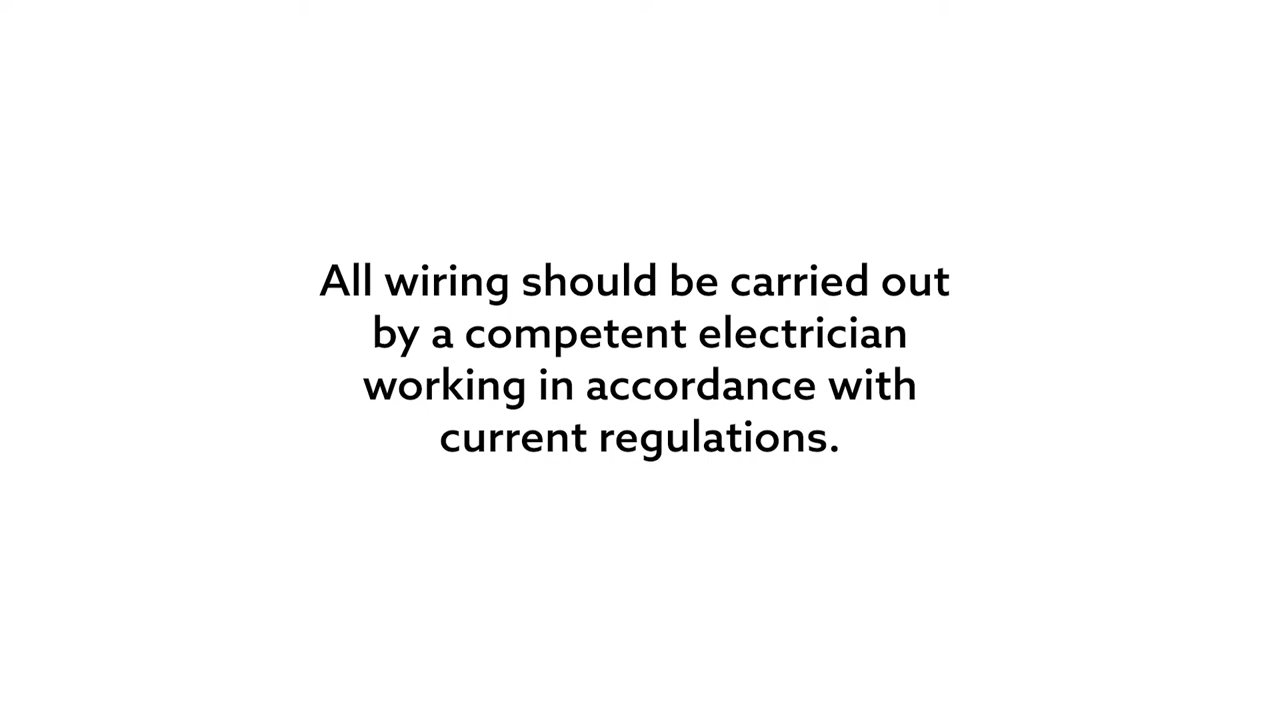 All wiring should be carried out
by a competent electrician
working in accordance with
current regulations.